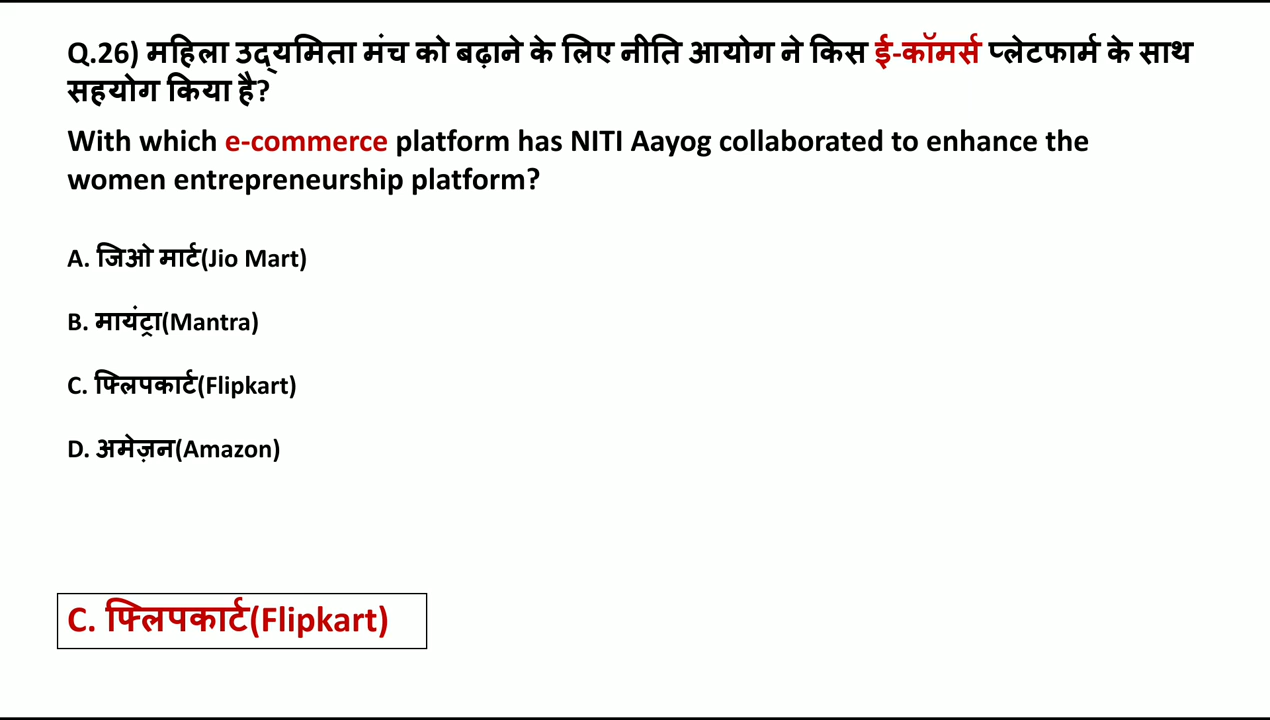 Q.26) महिला उद्यमिता मंच को बढ़ाने के लिए नीति आयोग ने किस ई-कॉमर्स प्लेटफार्म के साथ
सहयोग किया है?
With which e-commerce platform has NITI Aayog collaborated to enhance the
women entrepreneurship platform?
A. जिओ मार्ट(Jio Mart)
B. मायंट्रा(Mantra)
C. फ्लिपकार्ट(Flipkart)
D. अमेज़न(Amazon)
C. फ्लिपकार्ट(Flipkart)